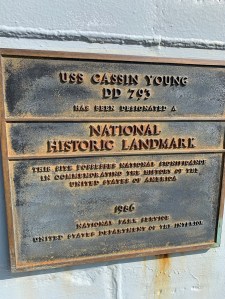 USS CASSIN YOUNG
DD 793
HAS BEEN DESIGNATED A
NATIONAL
HISTORIC LANDMARK
THIS SITE POSSESSES NATIONAL SIGNIFICANCE
IN COMMEMORATING THE HISTORY OF THE
UNITED STATES OF AMERICA
1986
NATIONAL PARK SERVICE
UNITED STATES DEPARTMENT OF THE INTERIOR